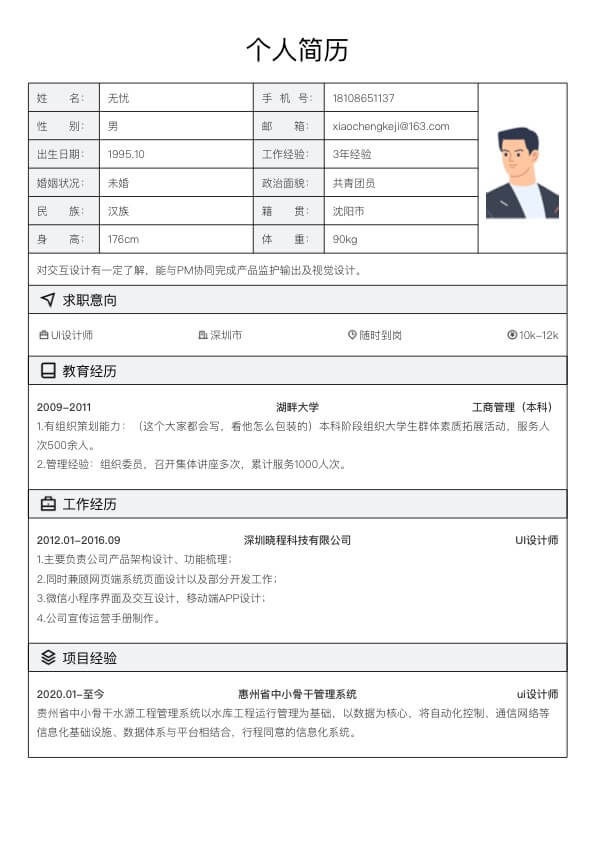 个人简历
姓 名： 无忧 手 机 号： 18108651137
性 别： 男 邮 箱： xiaochengkeji@163.com
出生日期： 1995.10 工作经验： 3年经验
婚姻状况： 未婚 政治面貌： 共青团员
民 族： 汉族 籍 贯： 沈阳市
身 高： 176cm 体 重： 90kg
对交互设计有一定了解，能与PM协同完成产品监护输出及视觉设计。
求职意向
UI设计师 深圳市 随时到岗 10k-12k
教育经历
2009-2011 湖畔大学 工商管理（本科）
1.有组织策划能力：（这个大家都会写，看他怎么包装的）本科阶段组织大学生群体素质拓展活动，服务人
次500余人。
2.管理经验：组织委员，召开集体讲座多次，累计服务1000人次。
工作经历
2012.01-2016.09 深圳晓程科技有限公司 UI设计师
1.主要负责公司产品架构设计、功能梳理；
2.同时兼顾网页端系统页面设计以及部分开发工作；
3.微信小程序界面及交互设计，移动端APP设计；
4.公司宣传运营手册制作。
项目经验
2020.01-至今 惠州省中小骨干管理系统 ui设计师
贵州省中小骨干水源工程管理系统以水库工程运行管理为基础，以数据为核心，将自动化控制、通信网络等
信息化基础设施、数据体系与平台相结合，行程同意的信息化系统。